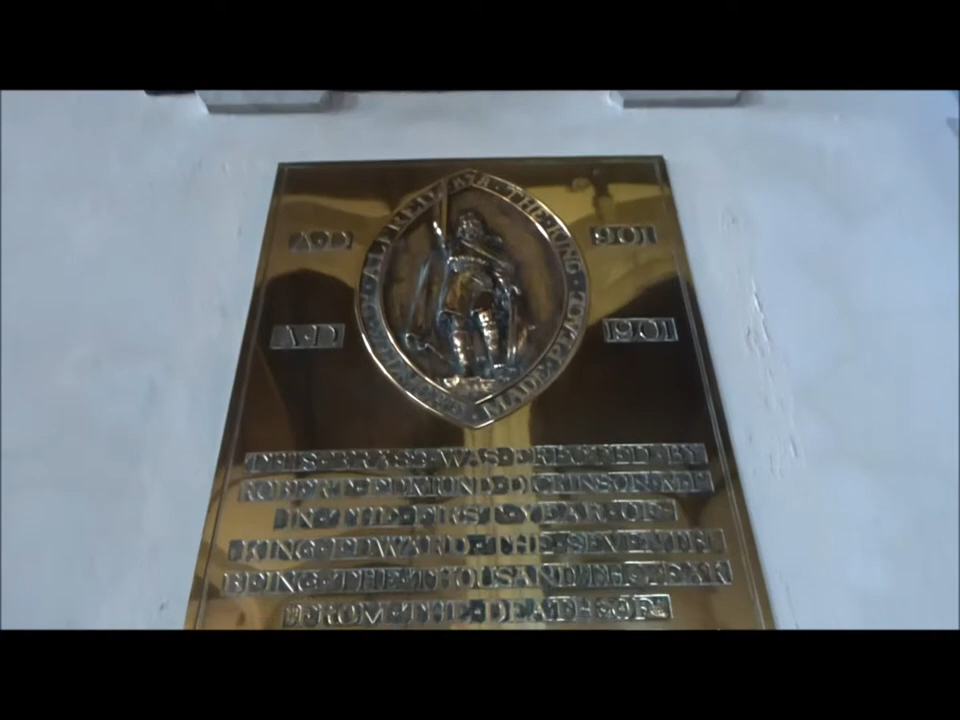 ALFRED · 878 · THE · KING · MADE · PEACE
A·D 901
A·D 1901
THIS·BRASS·WAS·ERECTED·BY
ROBERT·EDMUND·DICKINSON·M.P.
IN·THE·FIRST·YEAR·OF
KING·EDWARD·THE·SEVENTH
BEING·THE·THOUSANDTH·YEAR
FROM·THE·DEATH·OF